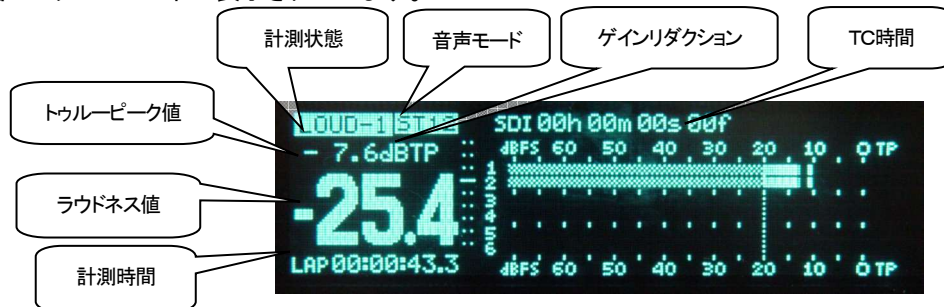 計測状態
音声モード
ゲインリダクション
TC時間
トゥルーピーク値
ラウドネス値
計測時間
LOUD-1 ST12
SDI 00h 00m 00s 00f
- 7.6dBTP
dBFS 60 50 40 30 20 10 0 TP
1
2
3
4
5
6
-25.4
LAP 00:00:43.3
dBFS 60 50 40 30 20 10 0 TP